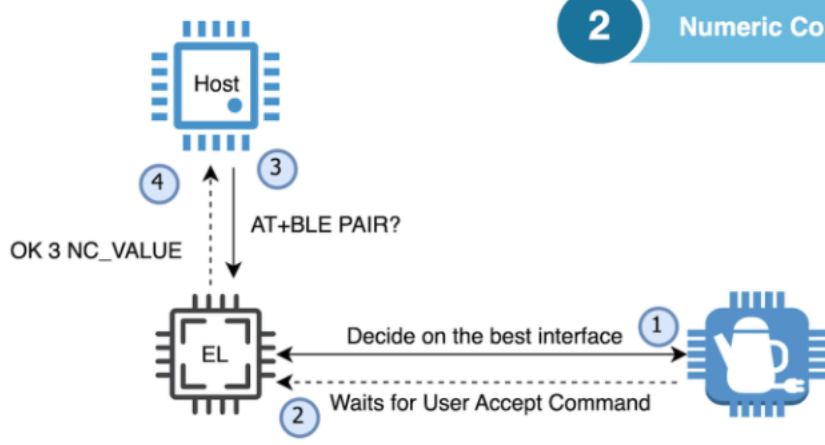 2
Numeric Co
Host
4
3
AT+BLE PAIR?
OK 3 NC_VALUE
1
Decide on the best interface
EL
2
Waits for User Accept Command